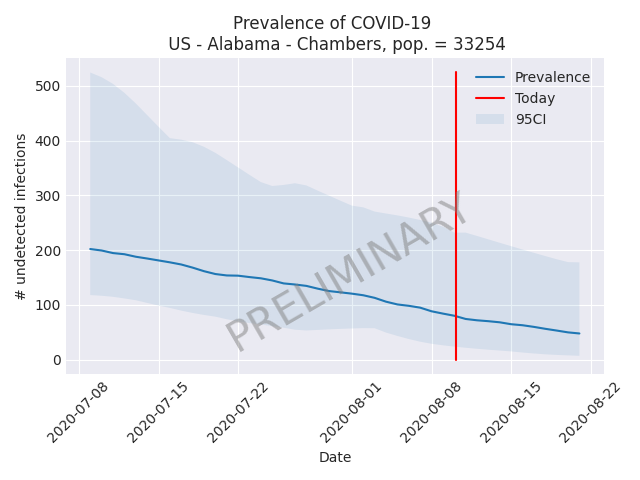 Prevalence of COVID-19
US - Alabama - Chambers, pop. = 33254
Prevalence
Today
95CI
PRELIMINARY
# undetected infections
500
400
300
200
100
0
2020-07-08
2020-07-15
2020-07-22
2020-08-01
2020-08-08
2020-08-15
2020-08-22
Date